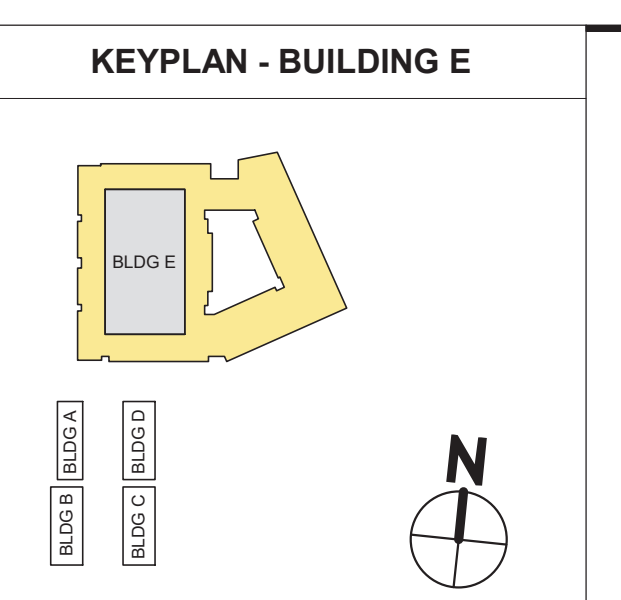 KEYPLAN - BUILDING E
BLDG E
BLDG A
BLDG D
BLDG B
BLDG C
N